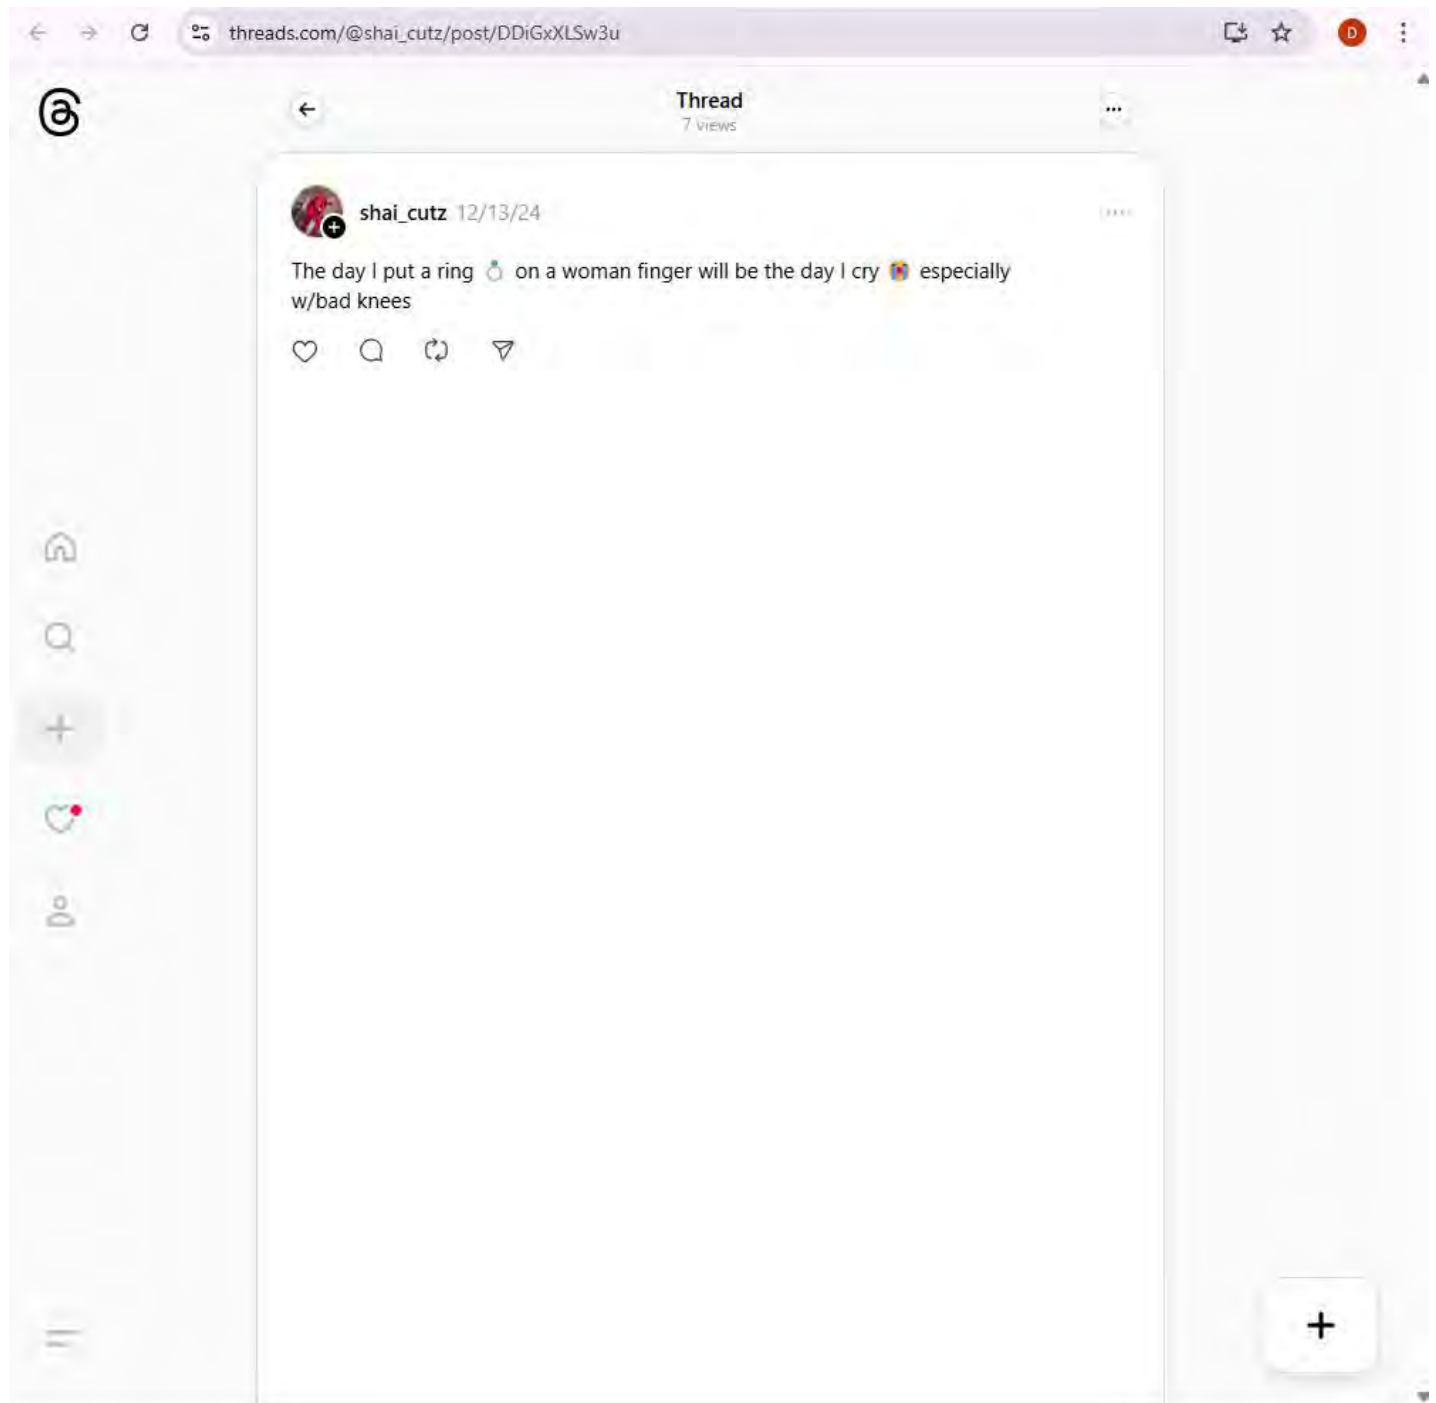 threads.com/@shai_cutz/post/DDiGxXLSw3u
D
Thread
7 views
shai_cutz 12/13/24
The day I put a ring 💍 on a woman finger will be the day I cry 😭 especially
w/bad knees